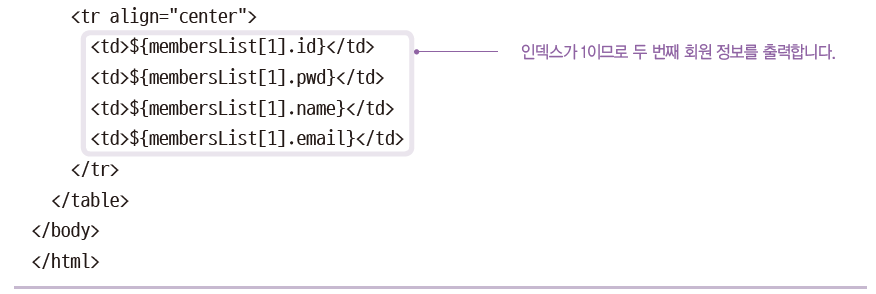 <tr align="center">
<td>${membersList[1].id}</td>
인덱스가 1이므로 두 번째 회원 정보를 출력합니다.
<td>${membersList[1].pwd}</td>
<td>${membersList[1].name}</td>
<td>${membersList[1].email}</td>
</tr>
</table>
</body>
</html>